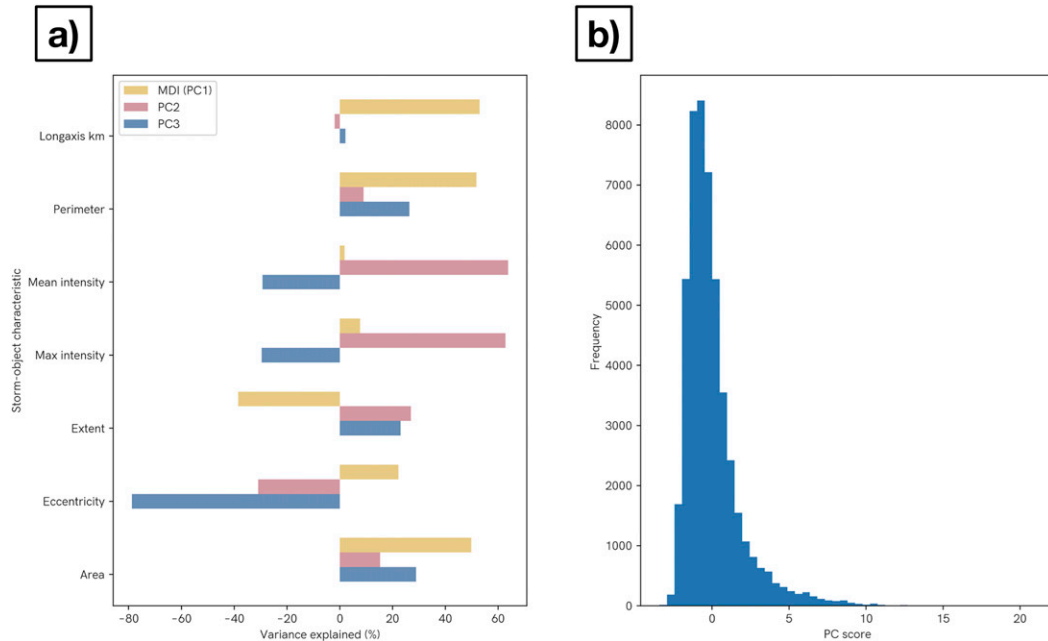 a)
MDI (PC1)
PC2
PC3
Longaxis km
Perimeter
Mean intensity
Max intensity
Extent
Eccentricity
Area
Storm-object characteristic
−80 −60 −40 −20 0 20 40 60
Variance explained (%)
b)
8000
7000
6000
5000
4000
3000
2000
1000
0
Frequency
0 5 10 15 20
PC score